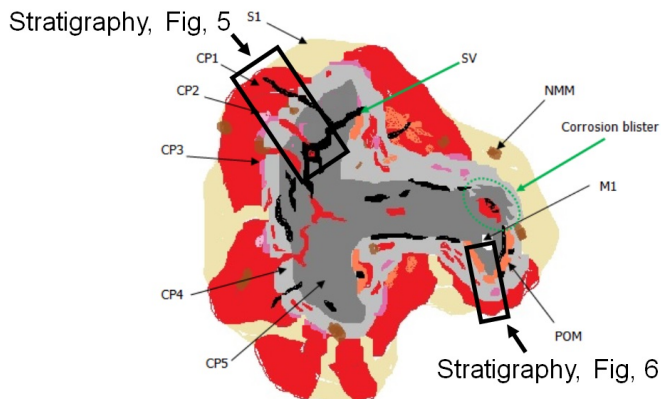 Stratigraphy, Fig, 5
S1
CP1
SV
CP2
NMM
Corrosion blister
CP3
M1
CP4
POM
CP5
Stratigraphy, Fig, 6